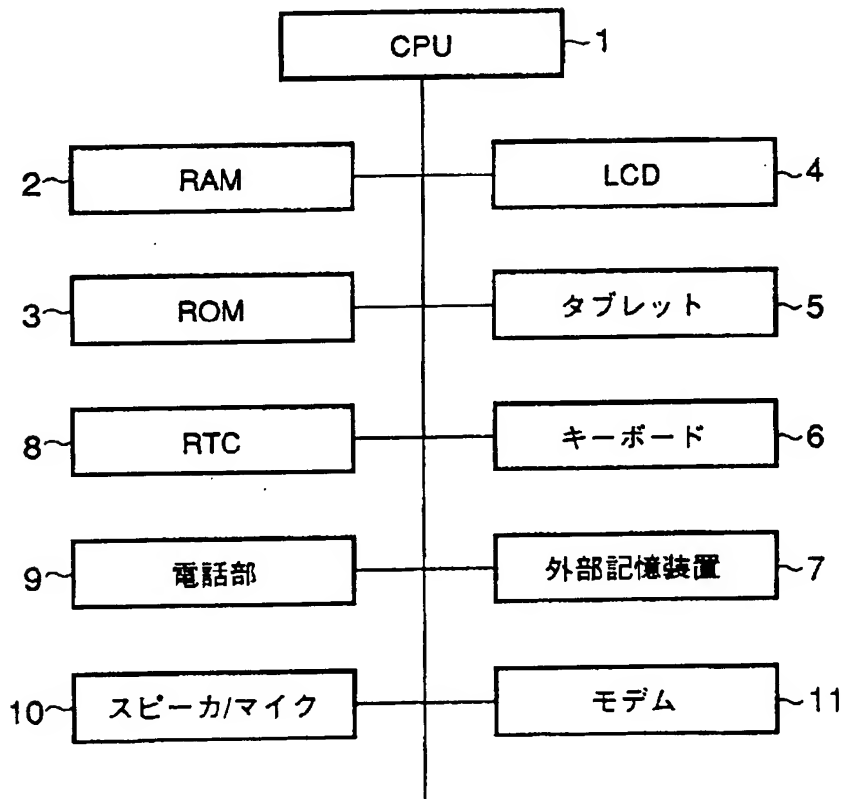 CPU ~1
2~ RAM
LCD ~4
3~ ROM
タブレット ~5
8~ RTC
キーボード ~6
9~ 電話部
外部記憶装置 ~7
10~ スピーカ/マイク
モデム ~11